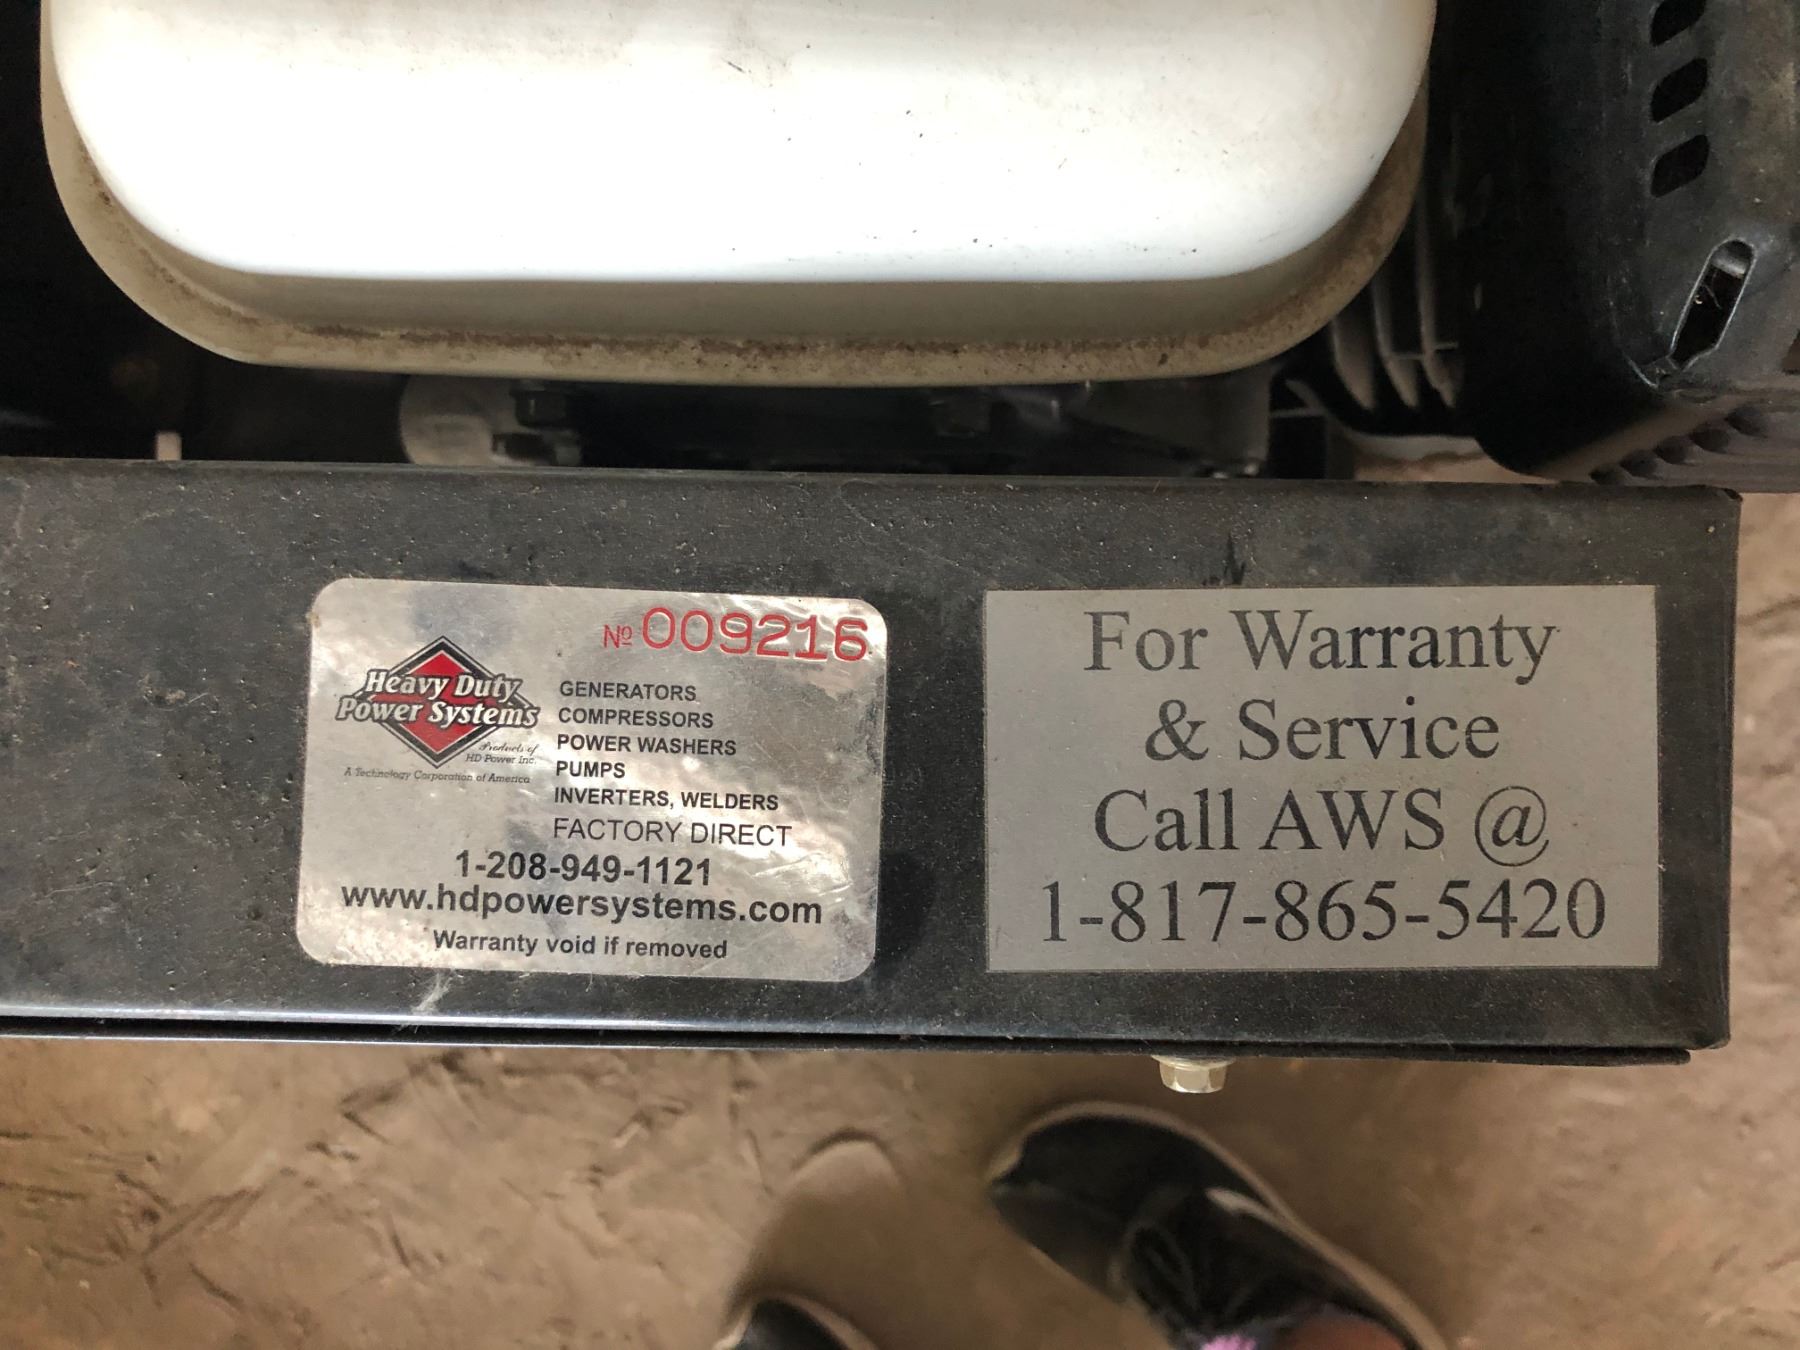 № 009216
Heavy Duty
Power Systems
Products of
HD Power Inc.
A Technology Corporation of America
GENERATORS
COMPRESSORS
POWER WASHERS
PUMPS
INVERTERS, WELDERS
FACTORY DIRECT
1-208-949-1121
www.hdpowersystems.com
Warranty void if removed
For Warranty
& Service
Call AWS @
1-817-865-5420